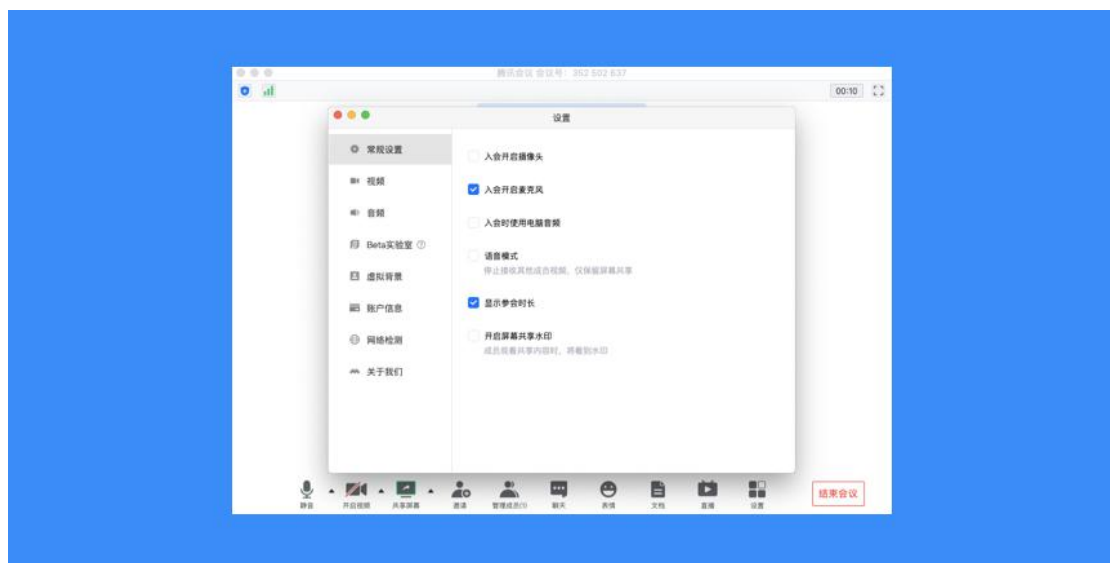 腾讯会议 会议号：352 502 637
00:10
设置
常规设置
视频
音频
Beta实验室
虚拟背景
账户信息
网络检测
关于我们
入会开启摄像头
入会开启麦克风
入会时使用电脑音频
语音模式
停止接收其他成员视频，仅保留屏幕共享
显示参会时长
开启屏幕共享水印
成员观看共享内容时，将看到水印
静音
开启视频
共享屏幕
邀请
管理成员(1)
聊天
表情
文档
直播
设置
结束会议